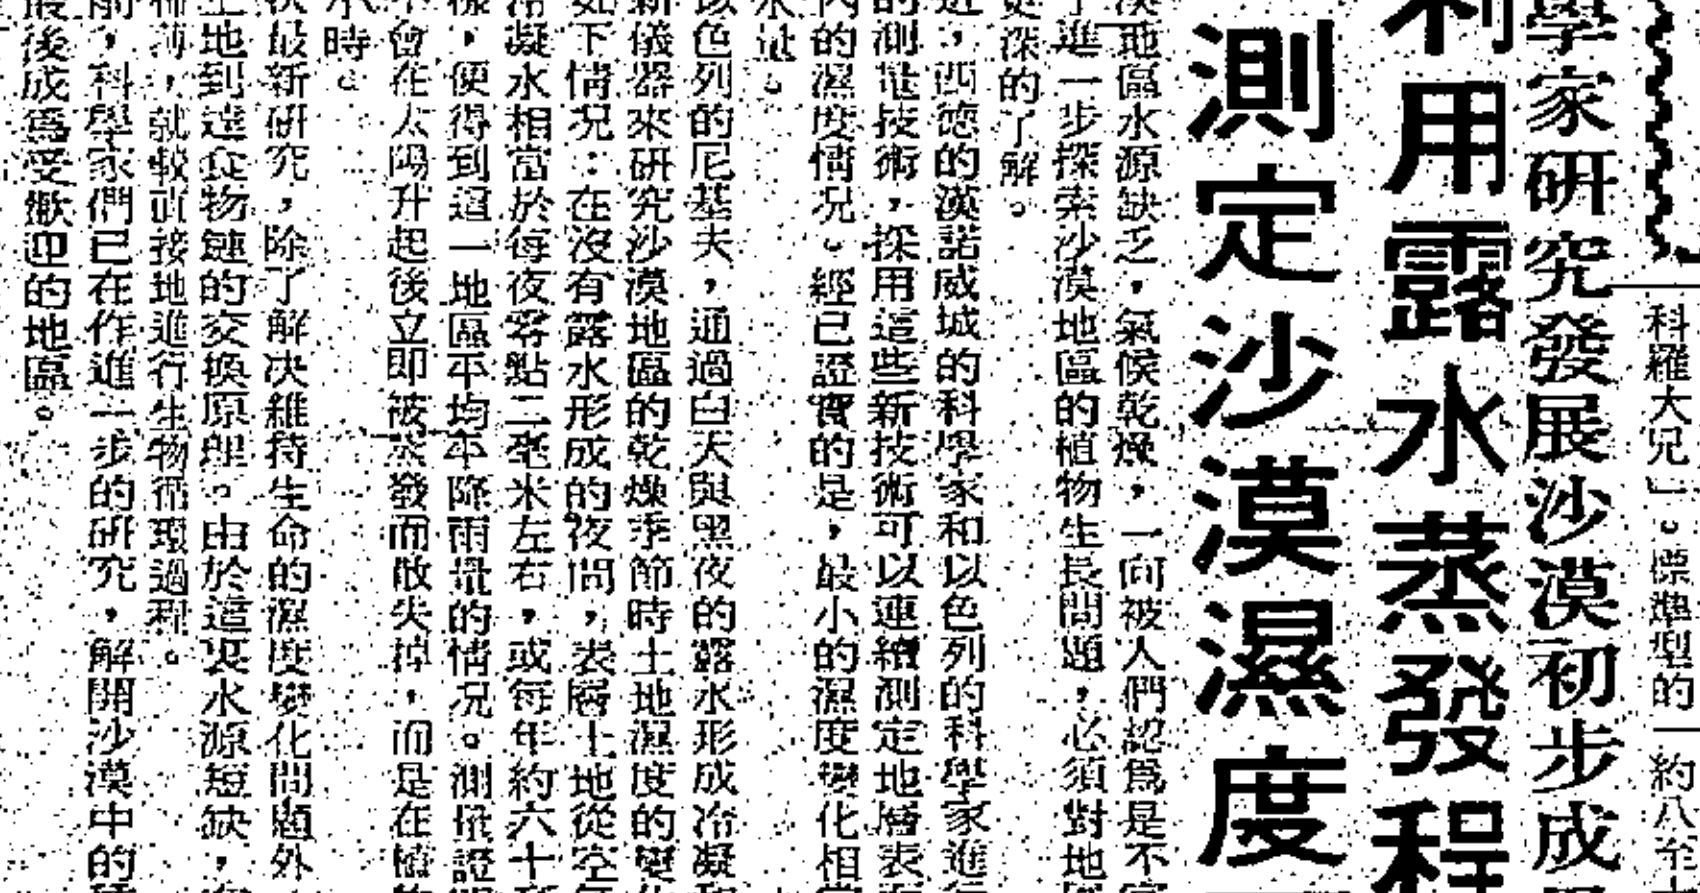 科羅大兄」。標準型的一約八至十
學家研究發展沙漠初步成
利用露水蒸發程
測定沙漠濕度
漠地區水源缺乏，氣候乾燥，一向被人們認爲是不
進一步探索沙漠地區的植物生長問題，必須對地
更深的了解。
近，西德的漢諾威城的科學家和以色列的科學家進行
的測量技術，採用這些新技術可以連續測定地層表
內的濕度情况。經已證實的是，最小的濕度變化相
水量。
以色列的尼基夫，通過白天與黑夜的露水形成冷凝
新儀器來研究沙漠地區的乾燥季節時土地濕度的變化
如下情况：在沒有露水形成的夜間，表層土地從空
冷凝水相當於每夜零點二毫米左右，或每年約六十
樣，便得到這一地區平均年降雨量的情况。測量證
不會在太陽升起後立即被蒸發而散失掉，而是在植
小時。
最新研究，除了解决維持生命的濕度變化問題外
土地到達食物鏈的交換原理。由於這裏水源短缺，
稀薄，就較直接地進行生物循環過程。
前，科學家們已在作進一步的研究，解開沙漠中的
最後成爲受歡迎的地區。